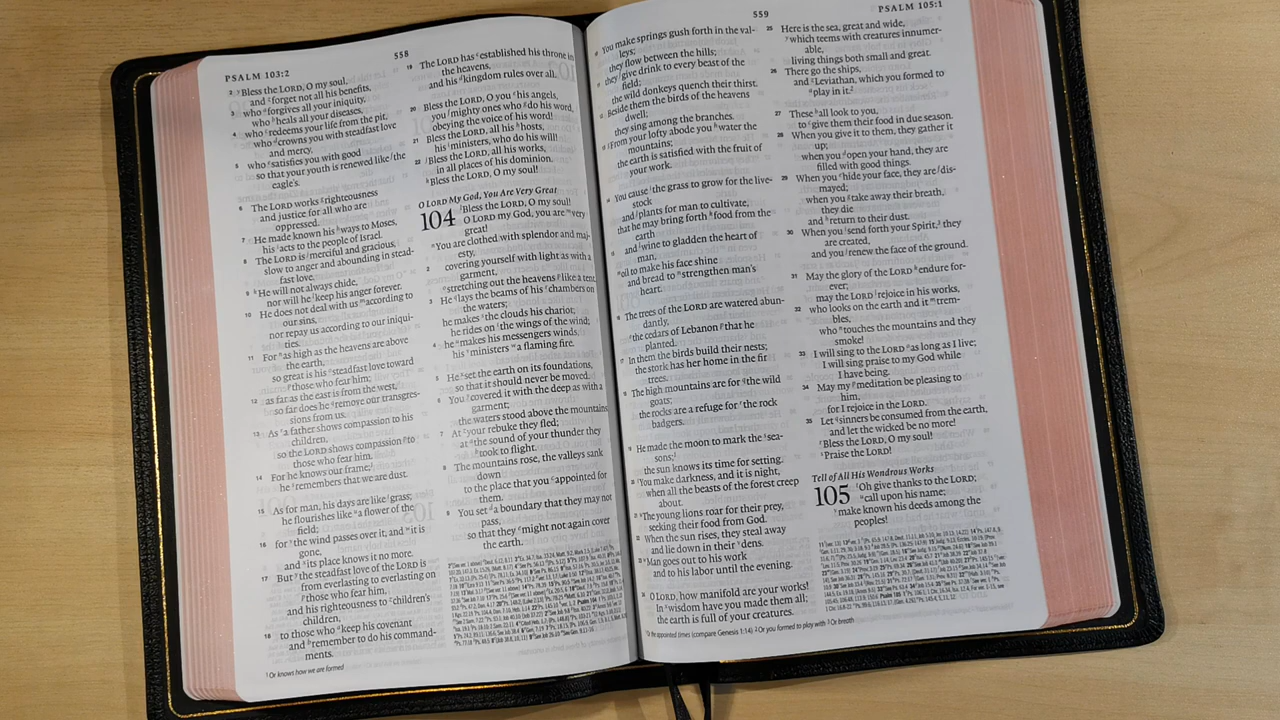 PSALM 103:2
558
2 Bless the LORD, O my soul,
and forget not all his benefits,
3 who forgives all your iniquity,
who heals all your diseases,
4 who redeems your life from the pit,
who crowns you with steadfast love
and mercy,
5 who satisfies you with good
so that your youth is renewed like the
eagle's.
6 The LORD works righteousness
and justice for all who are
oppressed.
7 He made known his ways to Moses,
his acts to the people of Israel.
8 The LORD is merciful and gracious,
slow to anger and abounding in stead-
fast love.
9 He will not always chide,
nor will he keep his anger forever.
10 He does not deal with us according to
our sins,
nor repay us according to our iniqui-
ties.
11 For as high as the heavens are above
the earth,
so great is his steadfast love toward
those who fear him;
12 as far as the east is from the west,
so far does he remove our transgres-
sions from us.
13 As a father shows compassion to his
children,
so the LORD shows compassion to
those who fear him.
14 For he knows our frame;
he remembers that we are dust.
15 As for man, his days are like grass;
he flourishes like a flower of the
field;
16 for the wind passes over it, and it is
gone,
and its place knows it no more.
17 But the steadfast love of the LORD is
from everlasting to everlasting on
those who fear him,
and his righteousness to children's
children,
18 to those who keep his covenant
and remember to do his command-
ments.
19 The LORD has established his throne in
the heavens,
and his kingdom rules over all.
20 Bless the LORD, O you his angels,
you mighty ones who do his word,
obeying the voice of his word!
21 Bless the LORD, all his hosts,
his ministers, who do his will!
22 Bless the LORD, all his works,
in all places of his dominion.
Bless the LORD, O my soul!
O LORD My God, You Are Very Great
104 Bless the LORD, O my soul!
O LORD my God, you are very
great!
You are clothed with splendor and maj-
esty,
2 covering yourself with light as with a
garment,
stretching out the heavens like a tent.
3 He lays the beams of his chambers on
the waters;
he makes the clouds his chariot;
he rides on the wings of the wind;
4 he makes his messengers winds,
his ministers a flaming fire.
5 He set the earth on its foundations,
so that it should never be moved.
6 You covered it with the deep as with a
garment;
the waters stood above the mountains.
7 At your rebuke they fled;
at the sound of your thunder they
took to flight.
8 The mountains rose, the valleys sank
down
to the place that you appointed for
them.
9 You set a boundary that they may not
pass,
so that they might not again cover
the earth.
1 Or knows how we are formed
559
PSALM 105:1
10 You make springs gush forth in the val-
leys;
they flow between the hills;
11 they give drink to every beast of the
field;
the wild donkeys quench their thirst.
12 Beside them the birds of the heavens
dwell;
they sing among the branches.
13 From your lofty abode you water the
mountains;
the earth is satisfied with the fruit of
your work.
14 You cause the grass to grow for the live-
stock
and plants for man to cultivate,
that he may bring forth food from the
earth
15 and wine to gladden the heart of
man,
oil to make his face shine
and bread to strengthen man's
heart.
16 The trees of the LORD are watered abun-
dantly,
the cedars of Lebanon that he
planted.
17 In them the birds build their nests;
the stork has her home in the fir
trees.
18 The high mountains are for the wild
goats;
the rocks are a refuge for the rock
badgers.
19 He made the moon to mark the sea-
sons;
the sun knows its time for setting.
20 You make darkness, and it is night,
when all the beasts of the forest creep
about.
21 The young lions roar for their prey,
seeking their food from God.
22 When the sun rises, they steal away
and lie down in their dens.
23 Man goes out to his work
and to his labor until the evening.
24 O LORD, how manifold are your works!
In wisdom have you made them all;
the earth is full of your creatures.
25 Here is the sea, great and wide,
which teems with creatures innumer-
able,
living things both small and great.
26 There go the ships,
and Leviathan, which you formed to
play in it.
27 These all look to you,
to give them their food in due season.
28 When you give it to them, they gather it
up;
when you open your hand, they are
filled with good things.
29 When you hide your face, they are dis-
mayed;
when you take away their breath,
they die
and return to their dust.
30 When you send forth your Spirit, they
are created,
and you renew the face of the ground.
31 May the glory of the LORD endure for-
ever;
may the LORD rejoice in his works,
32 who looks on the earth and it trem-
bles,
who touches the mountains and they
smoke!
33 I will sing to the LORD as long as I live;
I will sing praise to my God while
I have being.
34 May my meditation be pleasing to
him,
for I rejoice in the LORD.
35 Let sinners be consumed from the earth,
and let the wicked be no more!
Bless the LORD, O my soul!
Praise the LORD!
Tell of All His Wondrous Works
105 Oh give thanks to the LORD;
call upon his name;
make known his deeds among the
peoples!
1 Or the appointed times (compare Genesis 1:14) 2 Or you formed to play with 3 Or breath